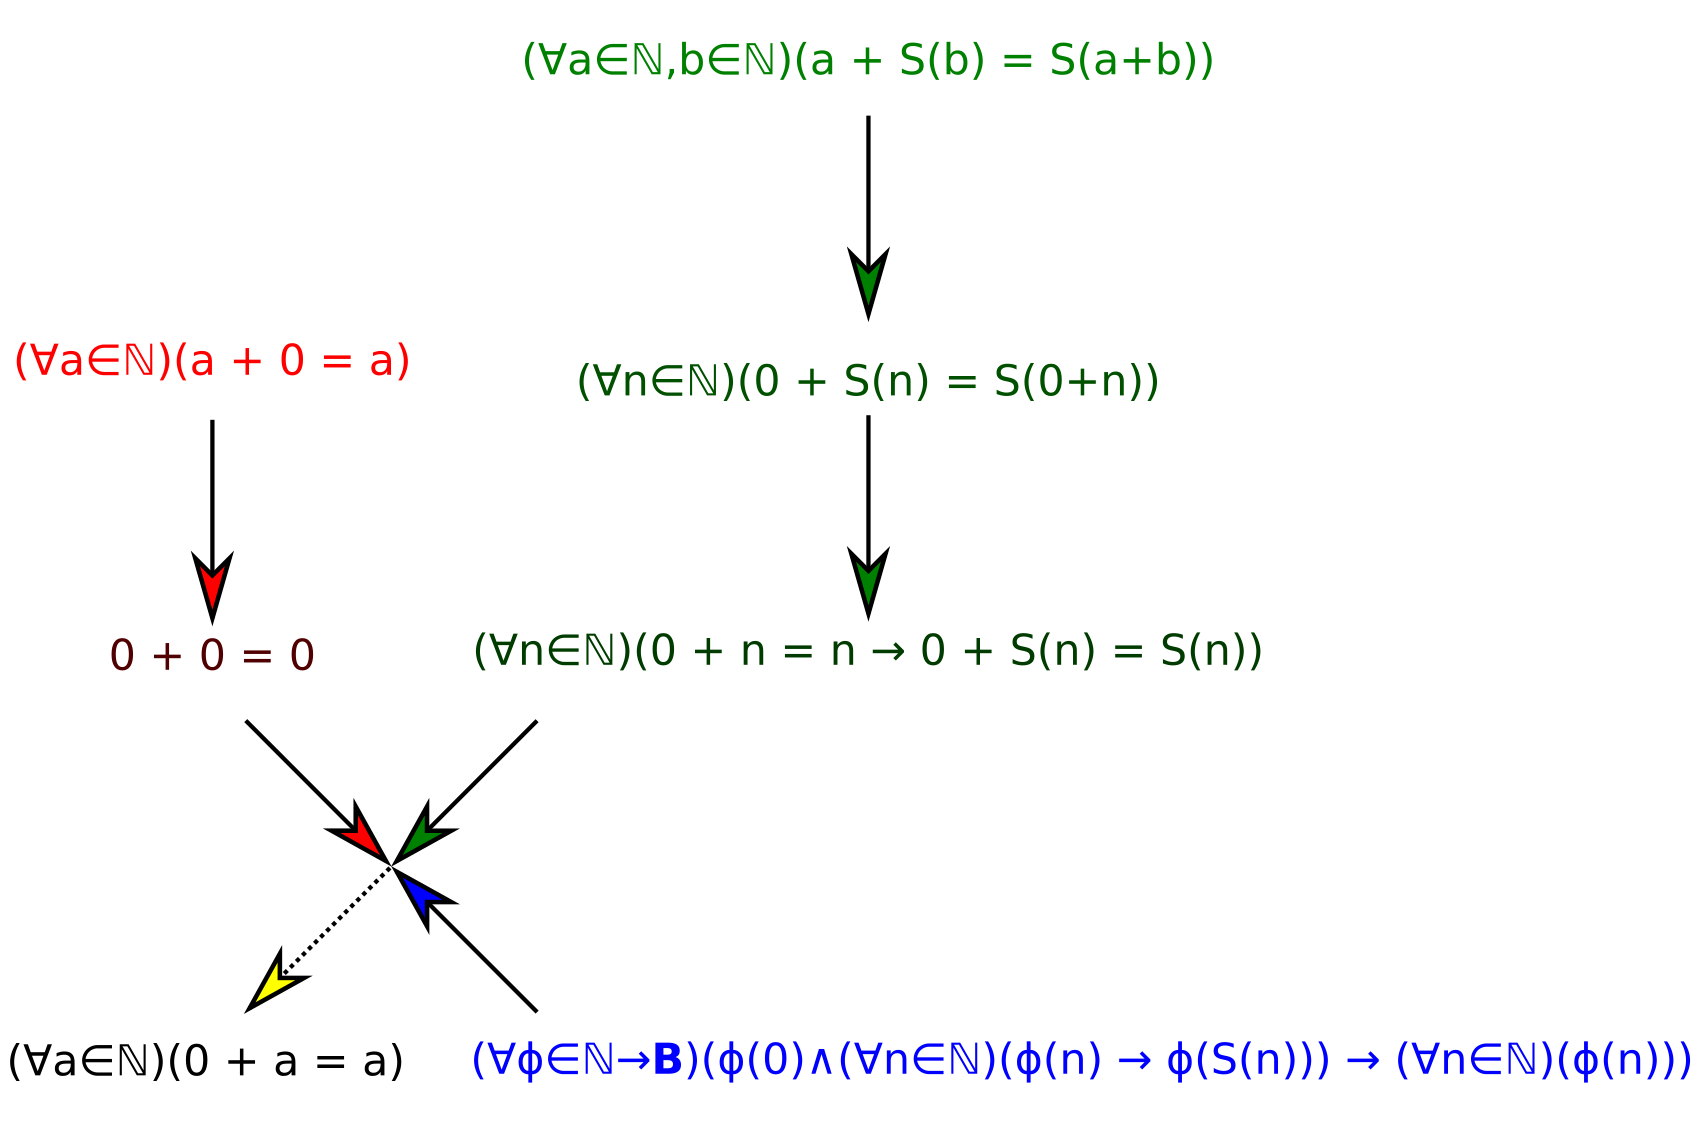 (∀a∈ℕ,b∈ℕ)(a + S(b) = S(a+b))
(∀a∈ℕ)(a + 0 = a)
(∀n∈ℕ)(0 + S(n) = S(0+n))
0 + 0 = 0
(∀n∈ℕ)(0 + n = n → 0 + S(n) = S(n))
(∀a∈ℕ)(0 + a = a)
(∀ϕ∈ℕ→B)(ϕ(0)∧(∀n∈ℕ)(ϕ(n) → ϕ(S(n))) → (∀n∈ℕ)(ϕ(n)))